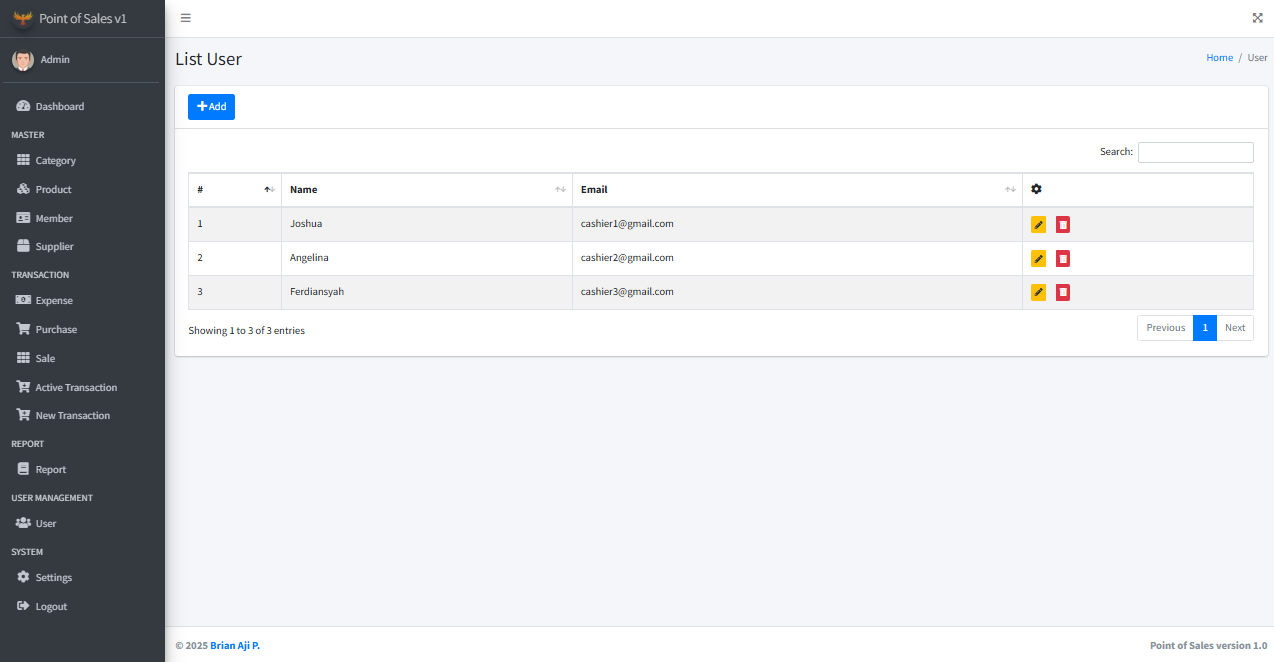 Point of Sales v1
Admin
Dashboard
MASTER
Category
Product
Member
Supplier
TRANSACTION
Expense
Purchase
Sale
Active Transaction
New Transaction
REPORT
Report
USER MANAGEMENT
User
SYSTEM
Settings
Logout
List User
Home / User
Add
Search:
# Name Email
1 Joshua cashier1@gmail.com
2 Angelina cashier2@gmail.com
3 Ferdiansyah cashier3@gmail.com
Showing 1 to 3 of 3 entries
Previous 1 Next
© 2025 Brian Aji P.
Point of Sales version 1.0